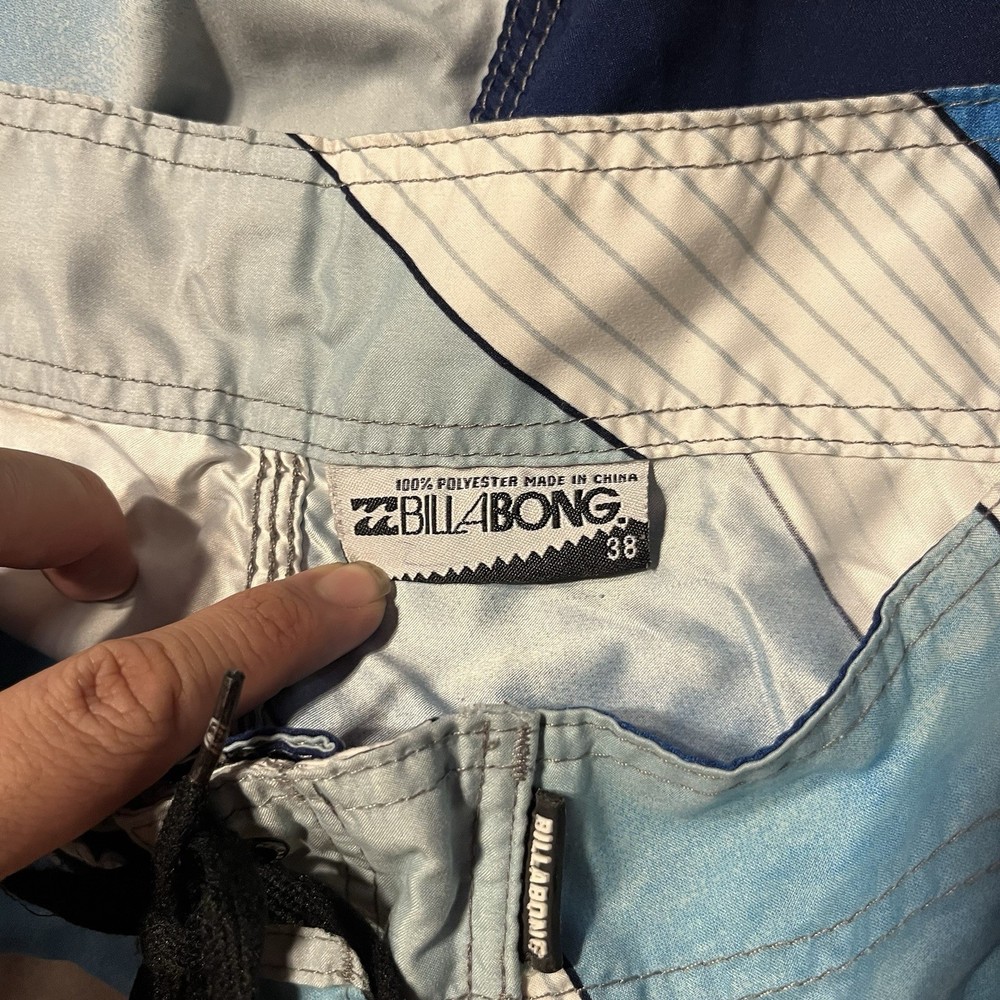 100% POLYESTER MADE IN CHINA
BILLABONG.
38
BILLABONG